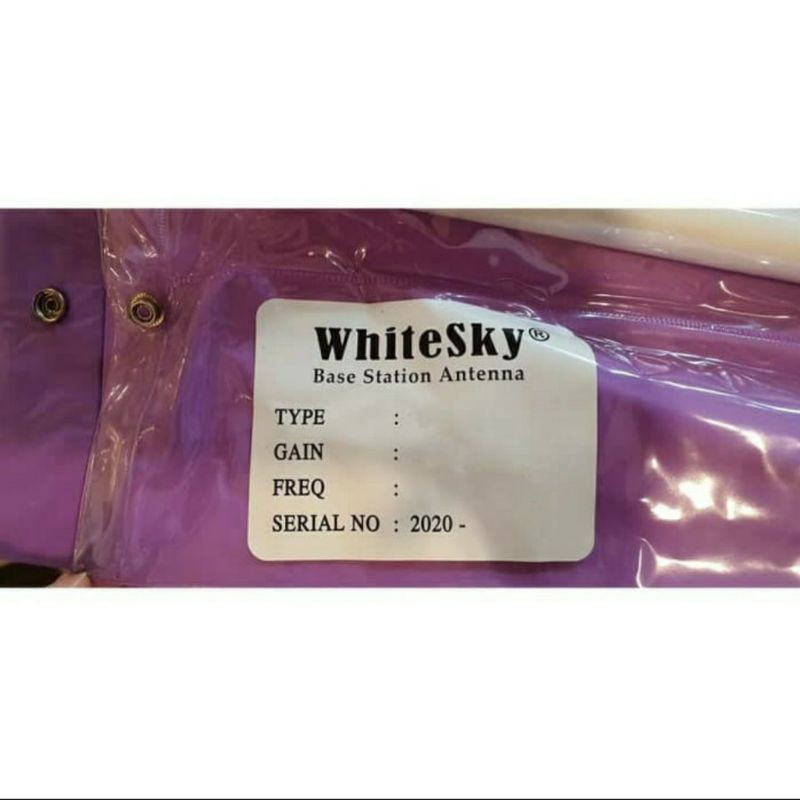 WhiteSky®
Base Station Antenna
TYPE :
GAIN :
FREQ :
SERIAL NO : 2020 -